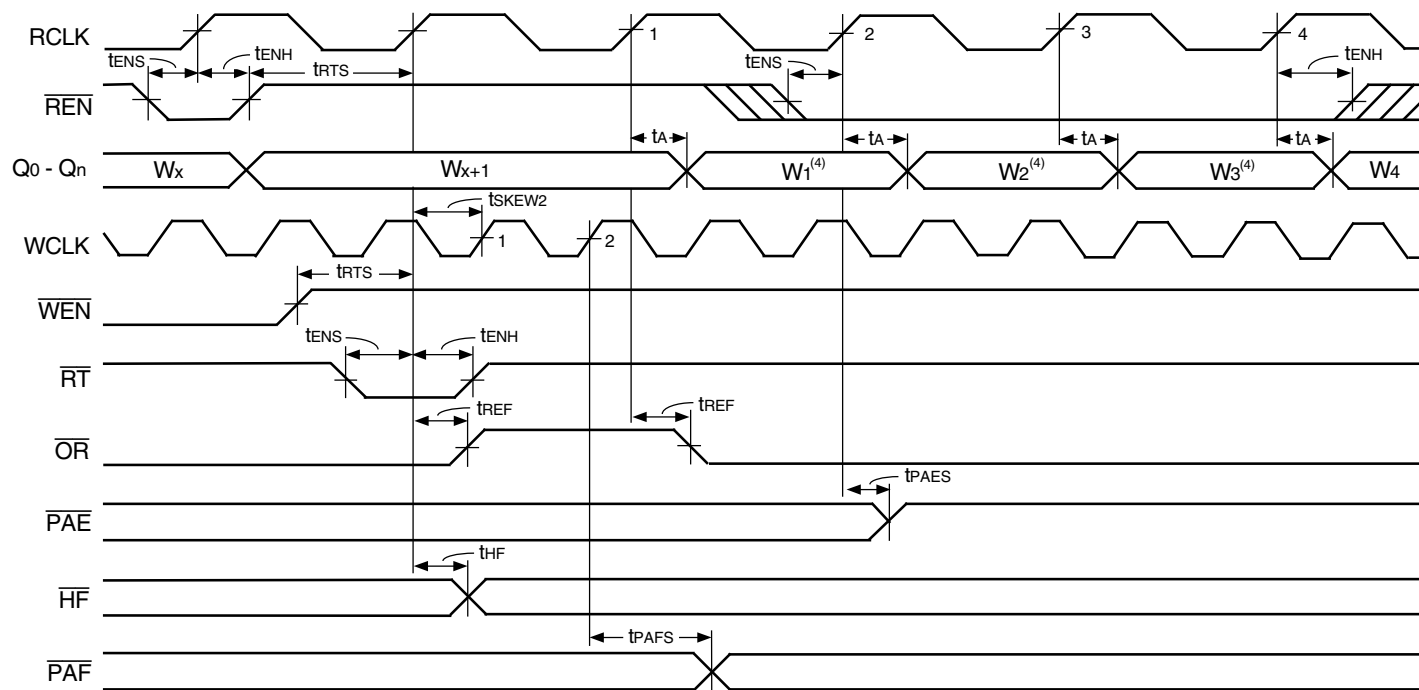 RCLK
1
2
3
4
tENS
tENH
tRTS
tENS
tENH
REN
tA
tA
tA
tA
Q0 - Qn
Wx
Wx+1
W1(4)
W2(4)
W3(4)
W4
tSKEW2
WCLK
1
2
tRTS
WEN
tENS
tENH
RT
tREF
tREF
OR
tPAES
PAE
tHF
HF
tPAFS
PAF